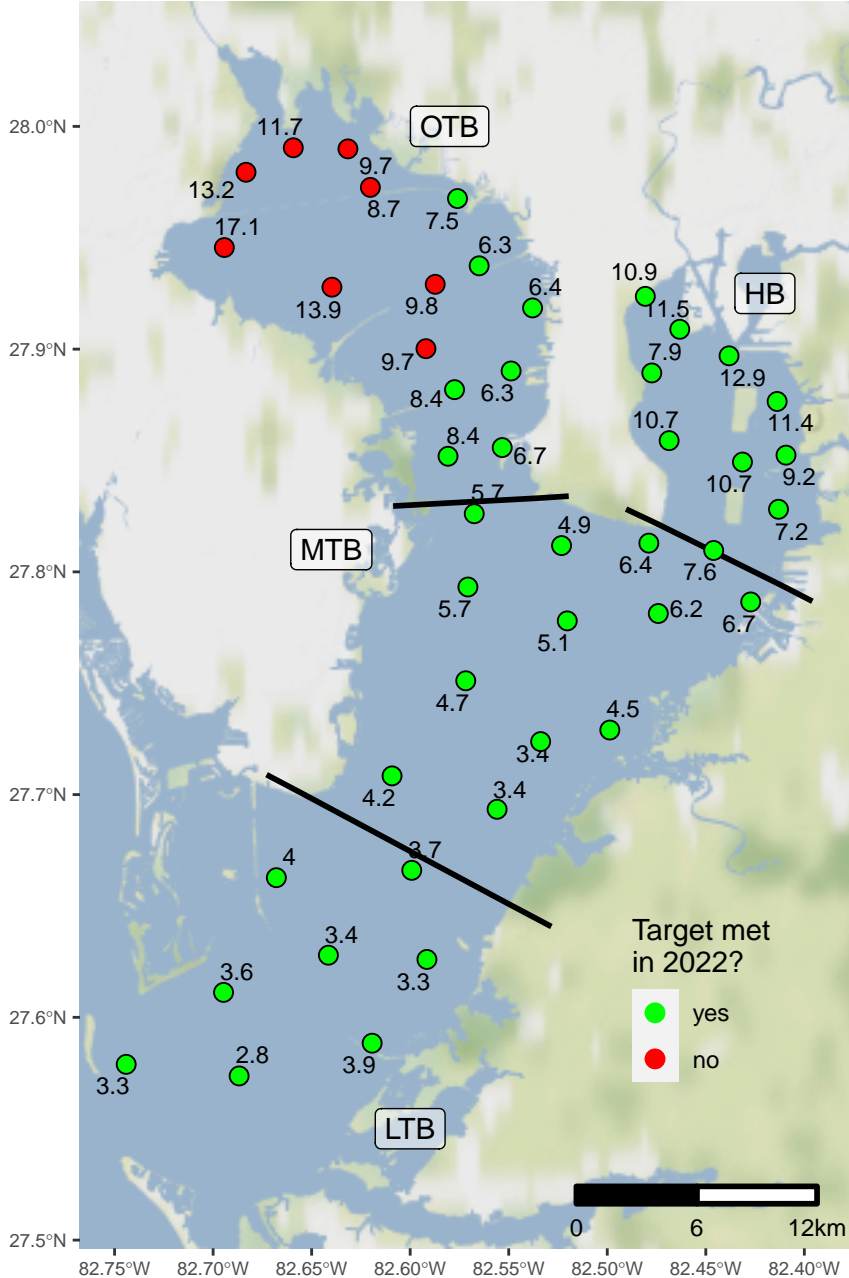 28.0°N
11.7
OTB
9.7
13.2
8.7
7.5
17.1
6.3
10.9
6.4
HB
9.8
13.9
11.5
27.9°N
9.7
7.9
12.9
8.4
6.3
11.4
10.7
8.4
6.7
10.7
9.2
5.7
4.9
7.2
MTB
6.4
7.6
27.8°N
5.7
6.2
5.1
6.7
4.7
4.5
3.4
27.7°N
4.2
3.4
3.7
4
Target met
in 2022?
3.4
3.6
3.3
yes
27.6°N
2.8
3.9
no
3.3
LTB
0 6 12km
27.5°N
82.75°W 82.70°W 82.65°W 82.60°W 82.55°W 82.50°W 82.45°W 82.40°W